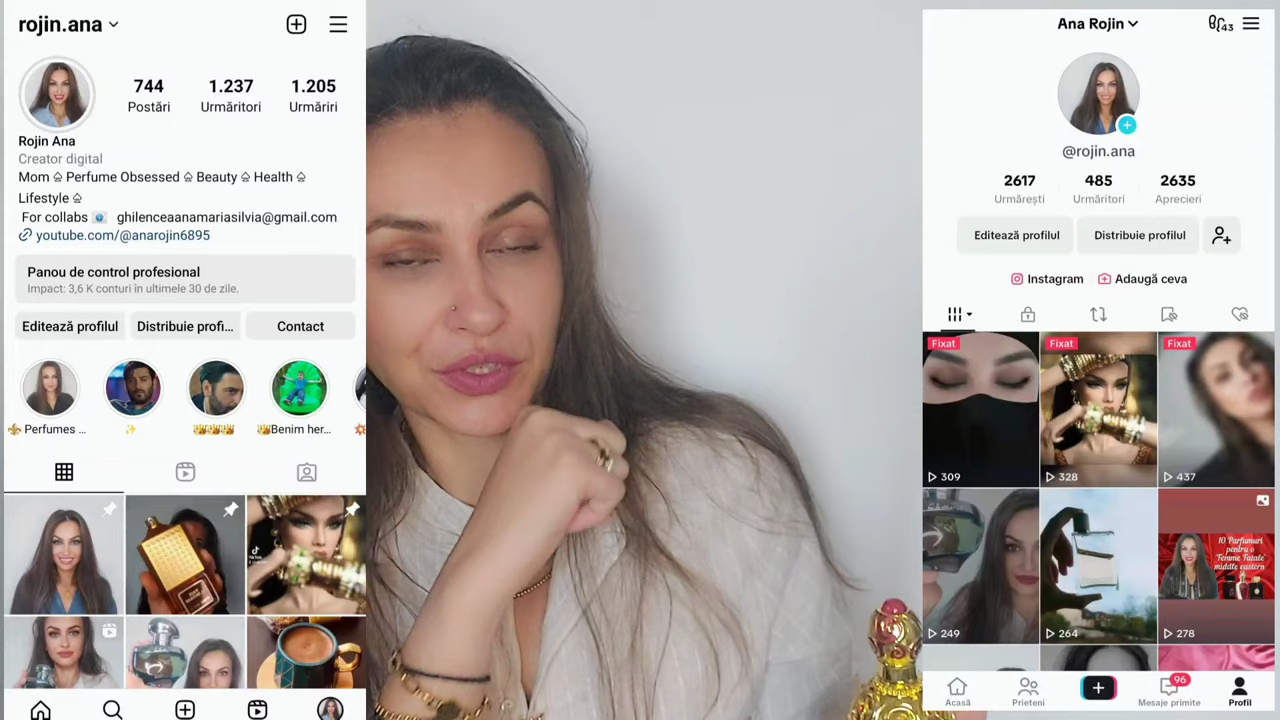 rojin.ana
744
1.237
1.205
Postări
Urmăritori
Urmăriri
Rojin Ana
Creator digital
Mom ♤ Perfume Obsessed ♤ Beauty ♤ Health ♤
Lifestyle ♤
For collabs 📧 ghilenceaanamariasilvia@gmail.com
youtube.com/@anarojin6895
Panou de control profesional
Impact: 3,6 K conturi în ultimele 30 de zile.
Editează profilul
Distribuie profi...
Contact
⚜️ Perfumes ...
✨
👑👑👑
👑Benim her...
Ana Rojin
43
@rojin.ana
2617
485
2635
Urmărești
Urmăritori
Aprecieri
Editează profilul
Distribuie profilul
Instagram
Adaugă ceva
Fixat
Fixat
Fixat
309
328
437
10 Parfumuri
pentru o
"Femme Fatale"
middle eastern
249
264
278
96
Acasă
Prieteni
Mesaje primite
Profil